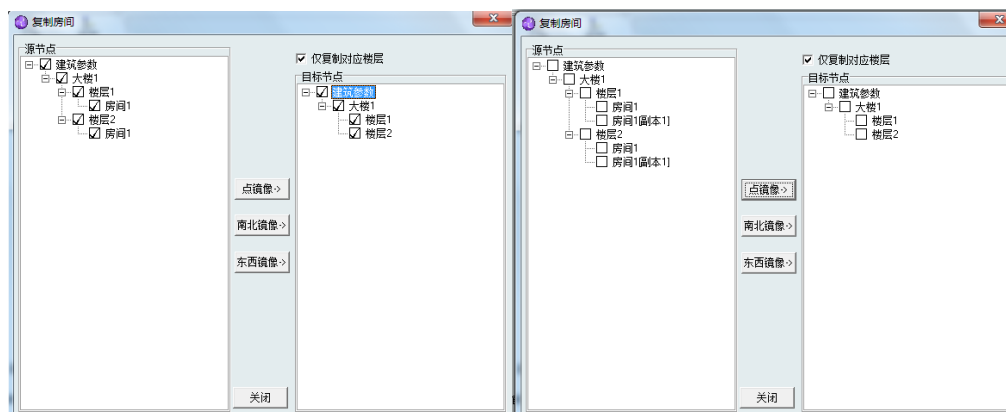 复制房间
源节点
建筑参数
大楼1
楼层1
房间1
楼层2
房间1
点镜像->
南北镜像->
东西镜像->
关闭
仅复制对应楼层
目标节点
建筑参数
大楼1
楼层1
楼层2
复制房间
源节点
建筑参数
大楼1
楼层1
房间1
房间1[副本1]
楼层2
房间1
房间1[副本1]
点镜像->
南北镜像->
东西镜像->
关闭
仅复制对应楼层
目标节点
建筑参数
大楼1
楼层1
楼层2